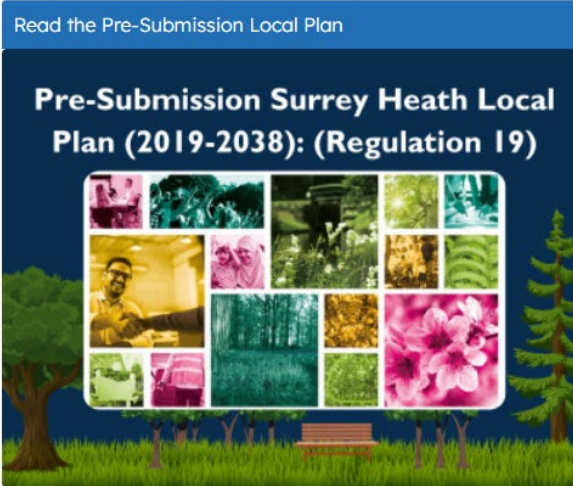 Read the Pre-Submission Local Plan
Pre-Submission Surrey Heath Local
Plan (2019-2038): (Regulation 19)